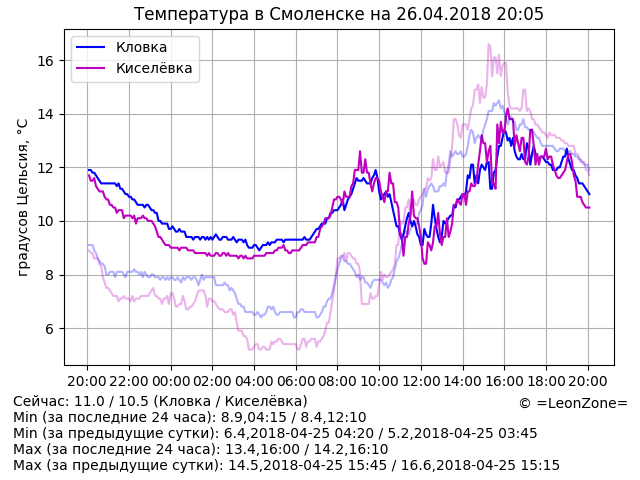 Температура в Смоленске на 26.04.2018 20:05
Кловка
Киселёвка
градусов Цельсия, °C
16
14
12
10
8
6
20:00 22:00 00:00 02:00 04:00 06:00 08:00 10:00 12:00 14:00 16:00 18:00 20:00
Сейчас: 11.0 / 10.5 (Кловка / Киселёвка)
© =LeonZone=
Min (за последние 24 часа): 8.9,04:15 / 8.4,12:10
Min (за предыдущие сутки): 6.4,2018-04-25 04:20 / 5.2,2018-04-25 03:45
Max (за последние 24 часа): 13.4,16:00 / 14.2,16:10
Max (за предыдущие сутки): 14.5,2018-04-25 15:45 / 16.6,2018-04-25 15:15